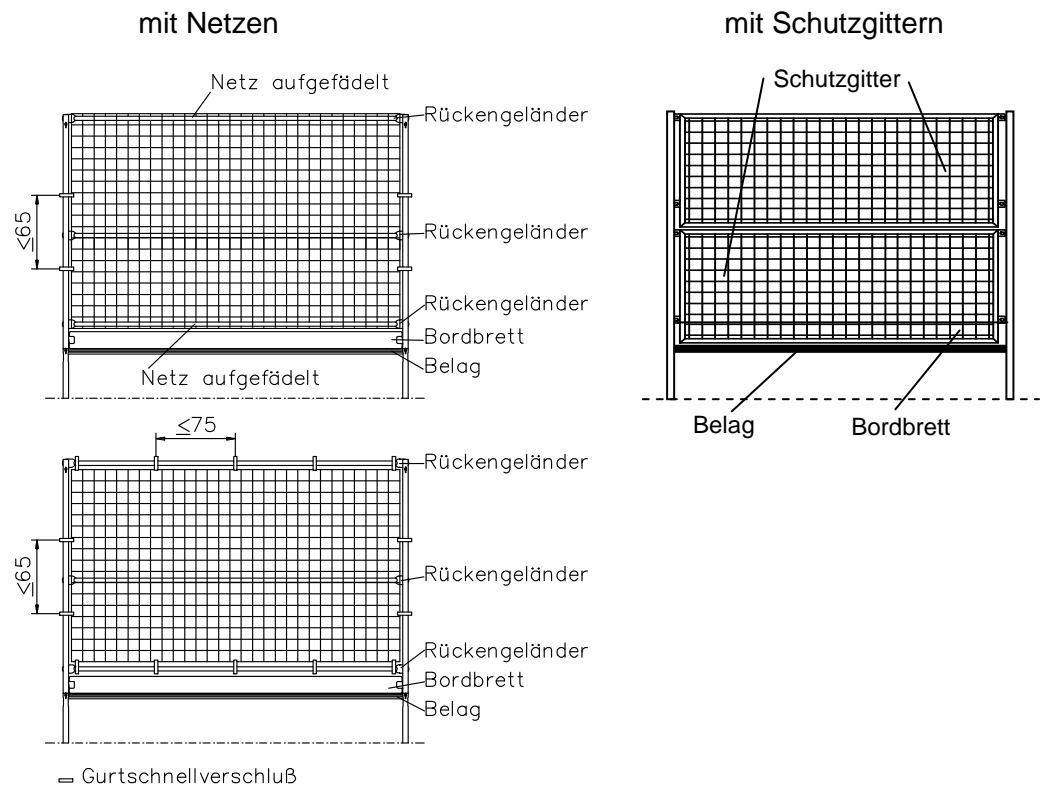 mit Netzen
Netz aufgefädelt
Rückengeländer
≤65
Rückengeländer
Rückengeländer
Bordbrett
Belag
Netz aufgefädelt
≤75
Rückengeländer
≤65
Rückengeländer
Rückengeländer
Bordbrett
Belag
Gurtschnellverschluß
mit Schutzgittern
Schutzgitter
Belag
Bordbrett